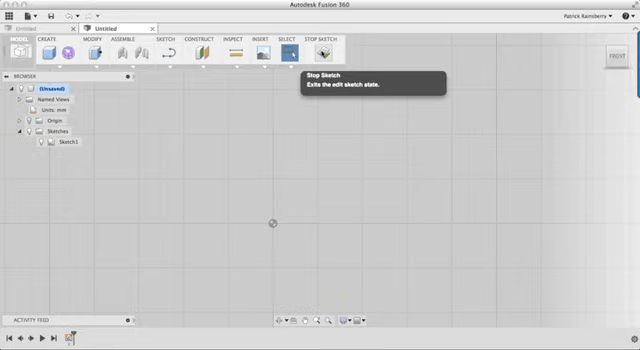 Autodesk Fusion 360
Patrick Rainsberry
Untitled
Untitled
MODEL
CREATE
MODIFY
ASSEMBLE
SKETCH
CONSTRUCT
INSPECT
INSERT
SELECT
STOP SKETCH
Stop Sketch
Exits the edit sketch state.
FRONT
BROWSER
(Unsaved)
Named Views
Units: mm
Origin
Sketches
Sketch1
ACTIVITY FEED